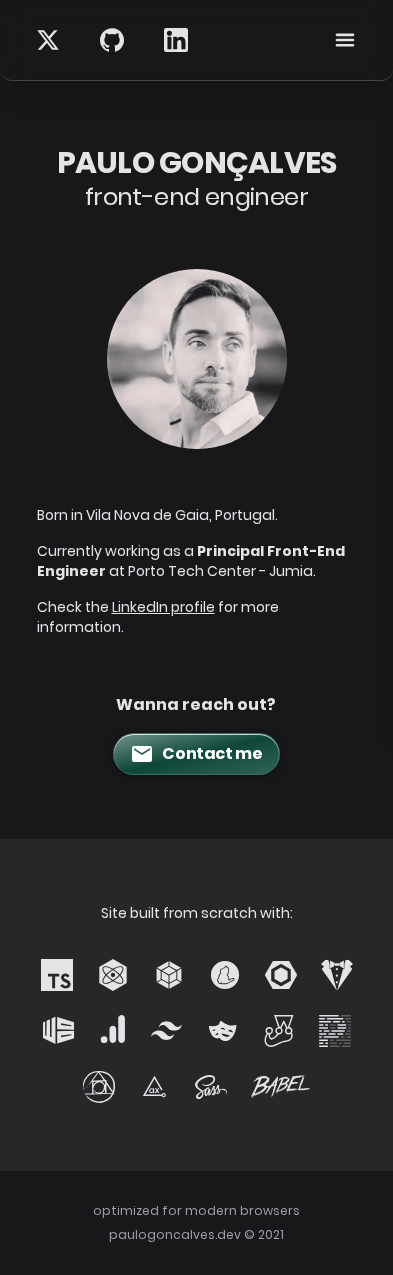 PAULO GONÇALVES
front-end engineer
Born in Vila Nova de Gaia, Portugal.
Currently working as a Principal Front-End
Engineer at Porto Tech Center - Jumia.
Check the LinkedIn profile for more
information.
Wanna reach out?
Contact me
Site built from scratch with:
TS
ax
Sass
BABEL
optimized for modern browsers
paulogoncalves.dev © 2021